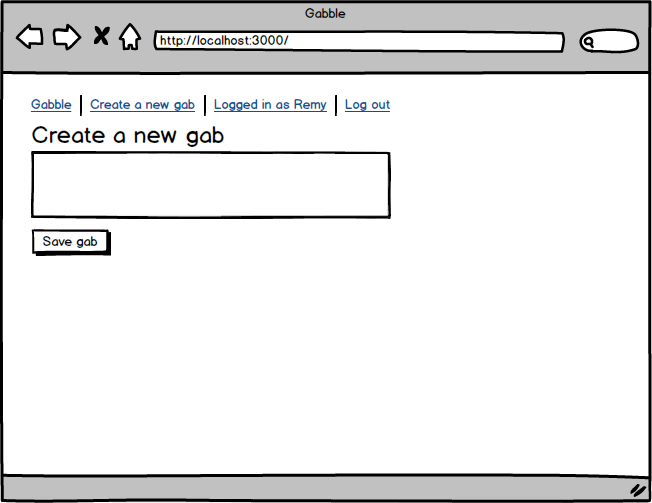 Gabble
http://localhost:3000/
Gabble Create a new gab Logged in as Remy Log out
Create a new gab
Save gab